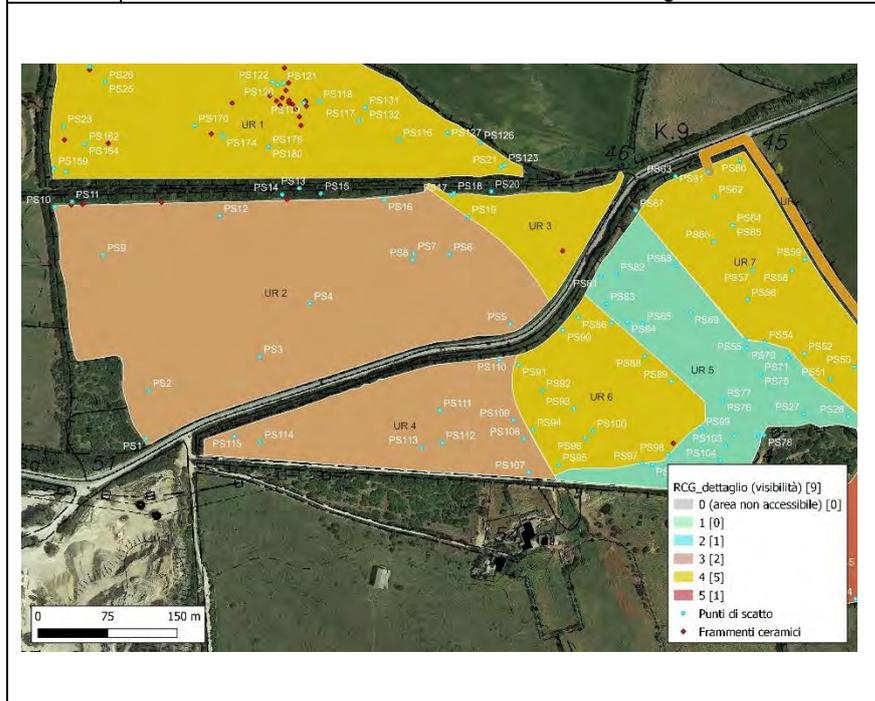 PS26
PS25
PS122
PS121
PS120
PS118
PS119
PS117
PS131
PS132
PS23
PS170
UR 1
PS162
PS154
PS174
PS176
PS180
PS116
PS127
PS126
K.9
46
45
PS159
PS21
PS123
PS63
PS81
PS60
PS10
PS11
PS14
PS13
PS15
PS17
PS18
PS20
PS62
PS12
PS16
PS19
UR 3
PS67
PS64
PS65
PS9
PS8
PS7
PS6
PS66
UR 7
PS59
PS61
PS82
PS68
PS57
PS58
PS56
UR 2
PS4
PS83
PS69
PS5
PS86
PS84
PS85
PS90
PS54
PS3
PS110
PS91
PS88
PS55
PS70
PS52
PS89
UR 5
PS71
PS75
PS51
PS50
PS2
PS92
PS93
UR 6
PS77
PS76
PS27
PS28
PS111
PS109
UR 4
PS94
PS100
PS1
PS115
PS114
PS113
PS112
PS108
PS96
PS97
PS98
PS99
PS103
PS104
PS78
PS107
PS95
51
RCG_dettaglio (visibilità) [9]
0 (area non accessibile) [0]
1 [0]
2 [1]
3 [2]
4 [5]
5 [1]
Punti di scatto
Frammenti ceramici
0 75 150 m